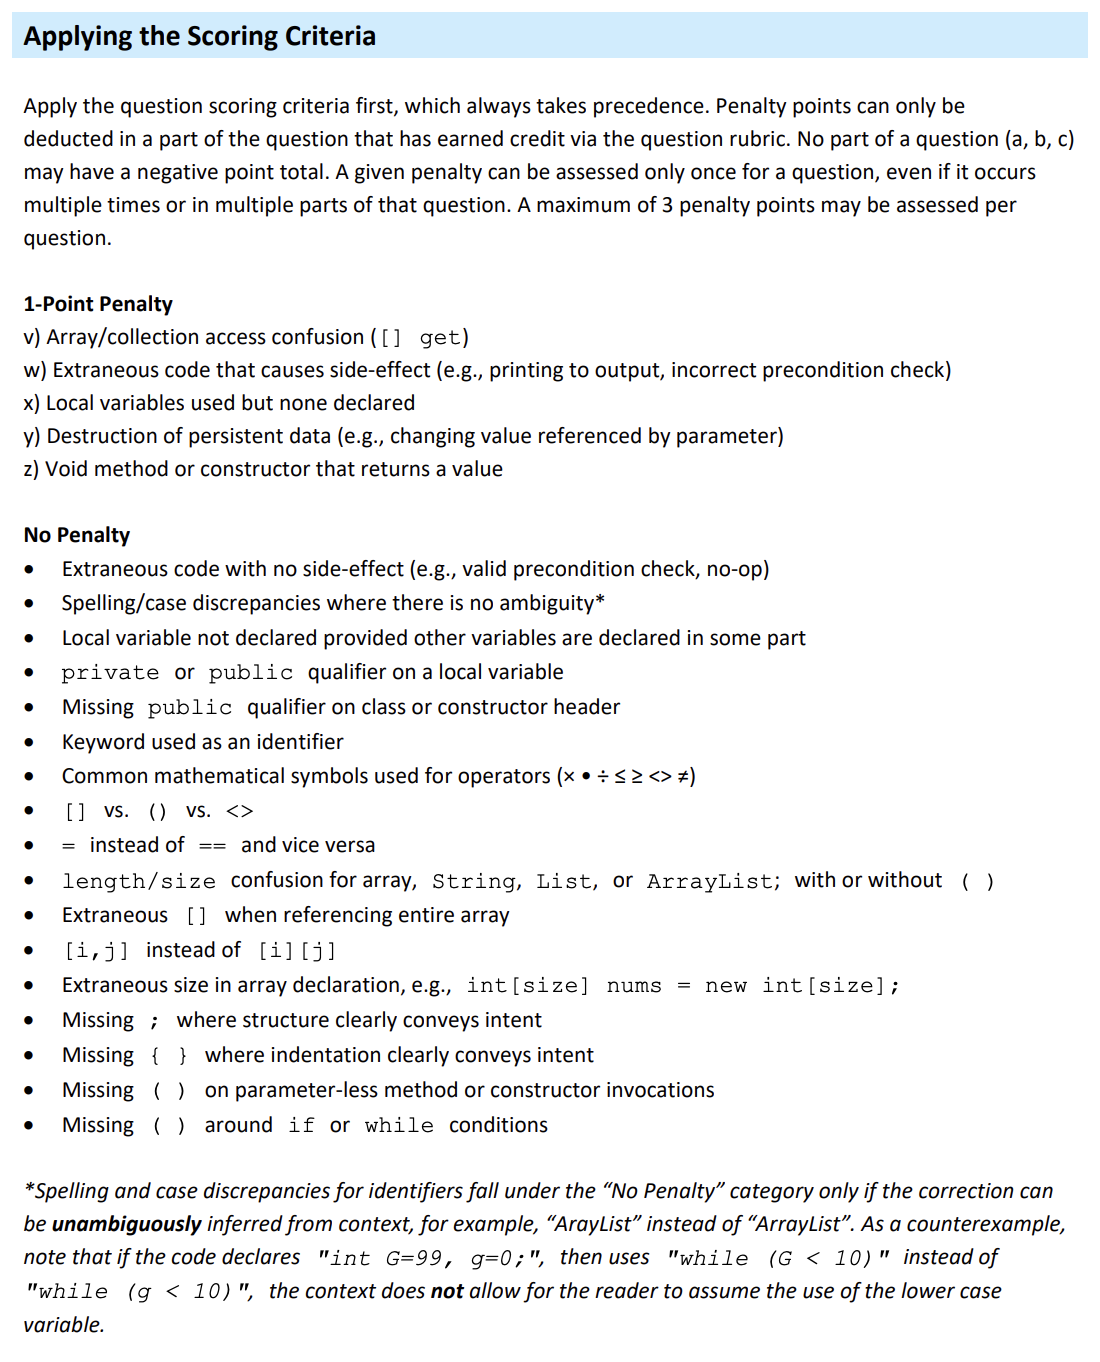 Applying the Scoring Criteria
Apply the question scoring criteria first, which always takes precedence. Penalty points can only be
deducted in a part of the question that has earned credit via the question rubric. No part of a question (a, b, c)
may have a negative point total. A given penalty can be assessed only once for a question, even if it occurs
multiple times or in multiple parts of that question. A maximum of 3 penalty points may be assessed per
question.
1-Point Penalty
v) Array/collection access confusion ([] get)
w) Extraneous code that causes side-effect (e.g., printing to output, incorrect precondition check)
x) Local variables used but none declared
y) Destruction of persistent data (e.g., changing value referenced by parameter)
z) Void method or constructor that returns a value
No Penalty
• Extraneous code with no side-effect (e.g., valid precondition check, no-op)
• Spelling/case discrepancies where there is no ambiguity*
• Local variable not declared provided other variables are declared in some part
• private or public qualifier on a local variable
• Missing public qualifier on class or constructor header
• Keyword used as an identifier
• Common mathematical symbols used for operators (× • ÷ ≤ ≥ <> ≠)
• [] vs. () vs. <>
• = instead of == and vice versa
• length/size confusion for array, String, List, or ArrayList; with or without ( )
• Extraneous [] when referencing entire array
• [i,j] instead of [i][j]
• Extraneous size in array declaration, e.g., int[size] nums = new int[size];
• Missing ; where structure clearly conveys intent
• Missing { } where indentation clearly conveys intent
• Missing ( ) on parameter-less method or constructor invocations
• Missing ( ) around if or while conditions
*Spelling and case discrepancies for identifiers fall under the “No Penalty” category only if the correction can
be unambiguously inferred from context, for example, “ArayList” instead of “ArrayList”. As a counterexample,
note that if the code declares "int G=99, g=0;", then uses "while (G < 10)" instead of
"while (g < 10)", the context does not allow for the reader to assume the use of the lower case
variable.